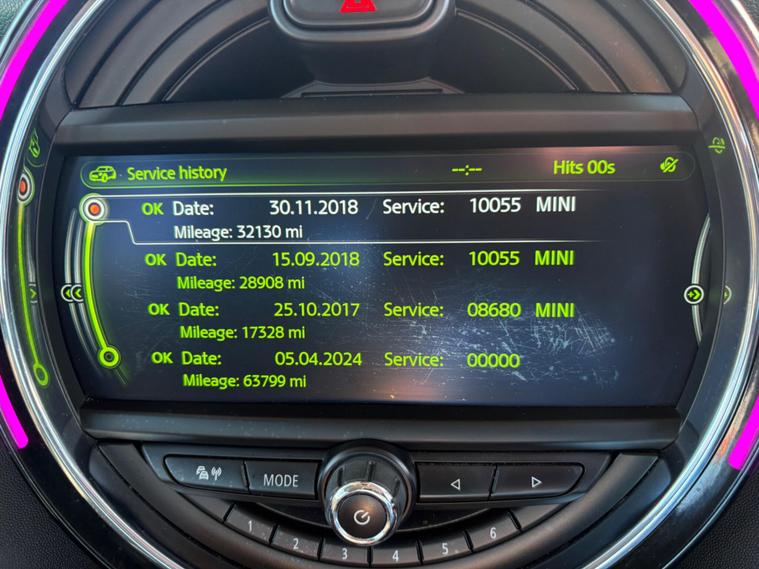 Service history --:-- Hits 00s
OK Date: 30.11.2018 Service: 10055 MINI
Mileage: 32130 mi
OK Date: 15.09.2018 Service: 10055 MINI
Mileage: 28908 mi
OK Date: 25.10.2017 Service: 08680 MINI
Mileage: 17328 mi
OK Date: 05.04.2024 Service: 00000
Mileage: 63799 mi
MODE
1 2 3 4 5 6